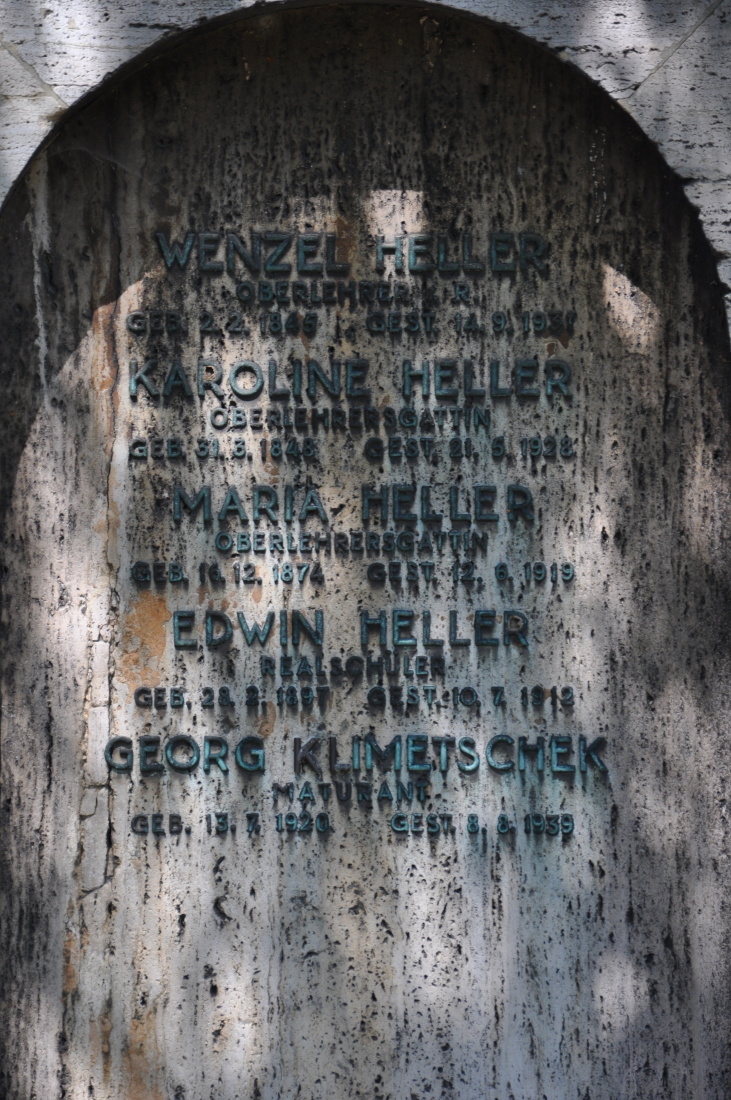 WENZEL HELLER
OBERLEHRER I. R.
GEB. 2. 2. 1846 GEST. 14. 9. 1931
KAROLINE HELLER
OBERLEHRERSGATTIN
GEB. 31. 3. 1848 GEST. 21. 5. 1928
MARIA HELLER
OBERLEHRERSGATTIN
GEB. 12. 1874 GEST. 12. 6. 1919
EDWIN HELLER
REALSCHÜLER
GEB. 28. 2. 1897 GEST. 10. 7. 1912
GEORG KLIMETSCHEK
MATURANT
GEB. 13. 7. 1920 GEST. 8. 8. 1939